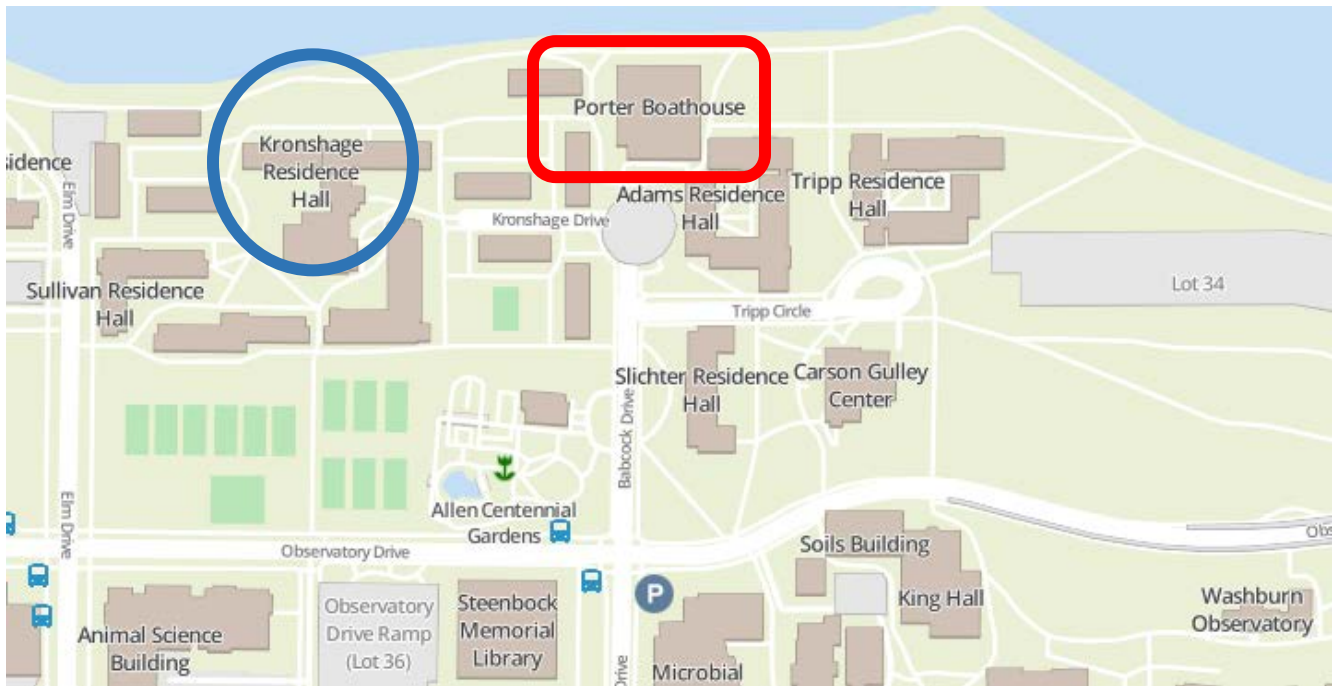 Porter Boathouse
Kronshage
Residence
Hall
sidence
Tripp Residence
Hall
Adams Residence
Hall
Elm Drive
Kronshage Drive
Sullivan Residence
Hall
Lot 34
Tripp Circle
Slichter Residence
Hall
Carson Gulley
Center
Babcock Drive
Allen Centennial
Gardens
Elm Drive
Observatory Drive
Obs
Soils Building
P
King Hall
Washburn
Observatory
Observatory
Drive Ramp
(Lot 36)
Steenbock
Memorial
Library
Animal Science
Building
Microbial
Drive